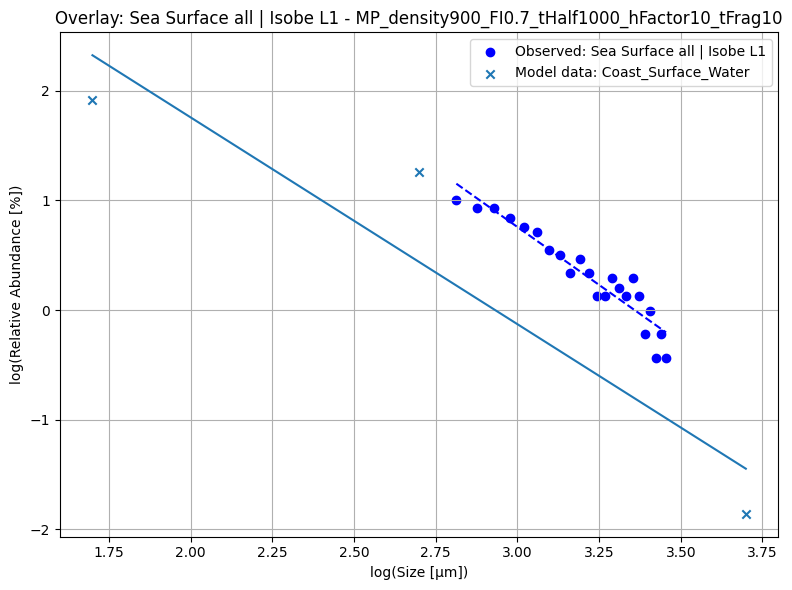 Overlay: Sea Surface all | Isobe L1 - MP_density900_FI0.7_tHalf1000_hFactor10_tFrag10
Observed: Sea Surface all | Isobe L1
Model data: Coast_Surface_Water
log(Relative Abundance [%])
2
1
0
−1
−2
1.75
2.00
2.25
2.50
2.75
3.00
3.25
3.50
3.75
log(Size [µm])